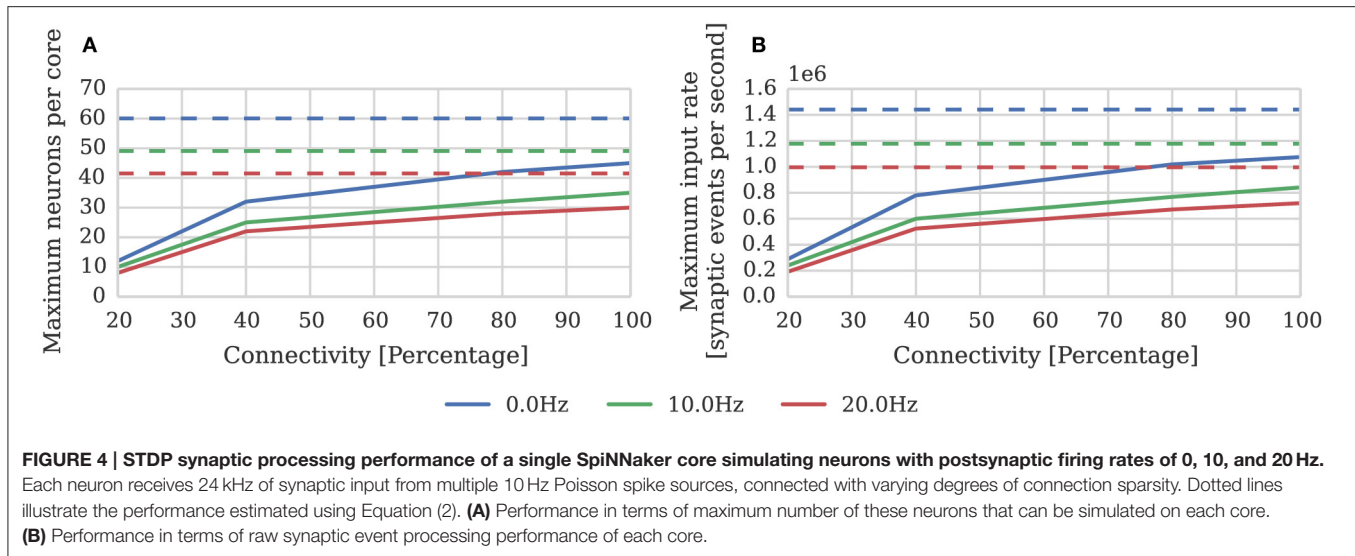 A
Maximum neurons per core
70
60
50
40
30
20
10
0
20 30 40 50 60 70 80 90 100
Connectivity [Percentage]
B
Maximum input rate
[synaptic events per second]
1e6
1.6
1.4
1.2
1.0
0.8
0.6
0.4
0.2
0.0
20 30 40 50 60 70 80 90 100
Connectivity [Percentage]
0.0Hz 10.0Hz 20.0Hz
FIGURE 4 | STDP synaptic processing performance of a single SpiNNaker core simulating neurons with postsynaptic firing rates of 0, 10, and 20 Hz.
Each neuron receives 24 kHz of synaptic input from multiple 10 Hz Poisson spike sources, connected with varying degrees of connection sparsity. Dotted lines
illustrate the performance estimated using Equation (2). (A) Performance in terms of maximum number of these neurons that can be simulated on each core.
(B) Performance in terms of raw synaptic event processing performance of each core.